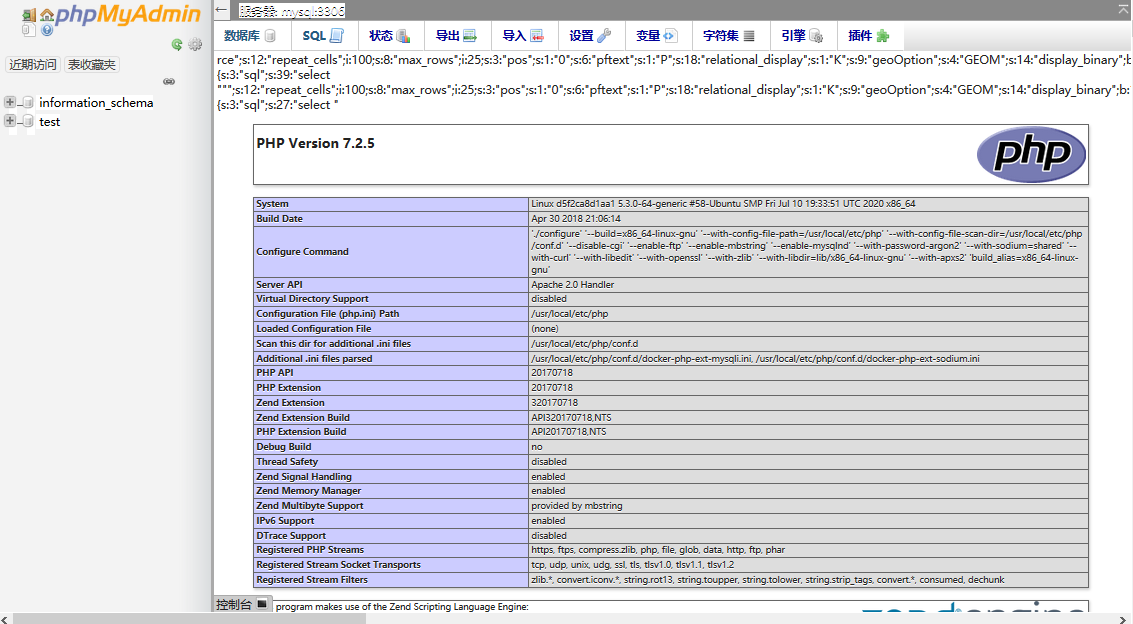 phpMyAdmin
近期访问 表收藏夹
information_schema
test
服务器: mysql:3306
数据库 SQL 状态 导出 导入 设置 变量 字符集 引擎 插件
rce";s:12:"repeat_cells";i:100;s:8:"max_rows";i:25;s:3:"pos";s:1:"0";s:6:"pftext";s:1:"P";s:18:"relational_display";s:1:"K";s:9:"geoOption";s:4:"GEOM";s:14:"display_binary";b
{s:3:"sql";s:39:"select
""";s:12:"repeat_cells";i:100;s:8:"max_rows";i:25;s:3:"pos";s:1:"0";s:6:"pftext";s:1:"P";s:18:"relational_display";s:1:"K";s:9:"geoOption";s:4:"GEOM";s:14:"display_binary";b:
{s:3:"sql";s:27:"select "
PHP Version 7.2.5
php
System Linux d5f2ca8d1aa1 5.3.0-64-generic #58-Ubuntu SMP Fri Jul 10 19:33:51 UTC 2020 x86_64
Build Date Apr 30 2018 21:06:14
Configure Command './configure' '--build=x86_64-linux-gnu' '--with-config-file-path=/usr/local/etc/php' '--with-config-file-scan-dir=/usr/local/etc/php
/conf.d' '--disable-cgi' '--enable-ftp' '--enable-mbstring' '--enable-mysqlnd' '--with-password-argon2' '--with-sodium=shared' '--
with-curl' '--with-libedit' '--with-openssl' '--with-zlib' '--with-libdir=lib/x86_64-linux-gnu' '--with-apxs2' 'build_alias=x86_64-linux-
gnu'
Server API Apache 2.0 Handler
Virtual Directory Support disabled
Configuration File (php.ini) Path /usr/local/etc/php
Loaded Configuration File (none)
Scan this dir for additional .ini files /usr/local/etc/php/conf.d
Additional .ini files parsed /usr/local/etc/php/conf.d/docker-php-ext-mysqli.ini, /usr/local/etc/php/conf.d/docker-php-ext-sodium.ini
PHP API 20170718
PHP Extension 20170718
Zend Extension 320170718
Zend Extension Build API320170718,NTS
PHP Extension Build API20170718,NTS
Debug Build no
Thread Safety disabled
Zend Signal Handling enabled
Zend Memory Manager enabled
Zend Multibyte Support provided by mbstring
IPv6 Support enabled
DTrace Support disabled
Registered PHP Streams https, ftps, compress.zlib, php, file, glob, data, http, ftp, phar
Registered Stream Socket Transports tcp, udp, unix, udg, ssl, tls, tlsv1.0, tlsv1.1, tlsv1.2
Registered Stream Filters zlib.*, convert.iconv.*, string.rot13, string.toupper, string.tolower, string.strip_tags, convert.*, consumed, dechunk
控制台 program makes use of the Zend Scripting Language Engine: